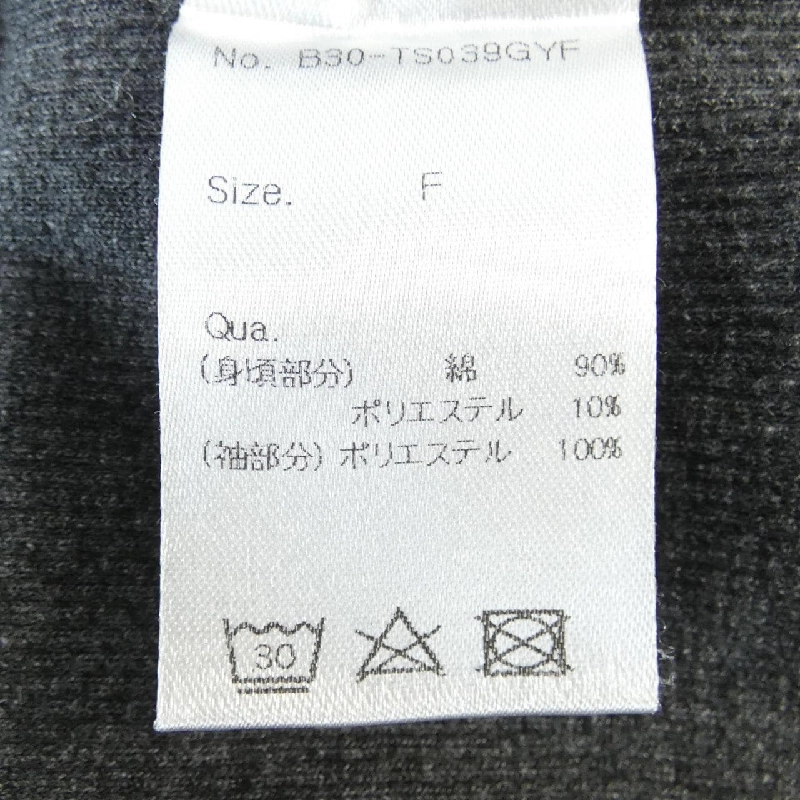 No. B30-TS039GYF
Size. F
Qua.
(身頃部分) 綿 90%
ポリエステル 10%
(袖部分) ポリエステル 100%
30